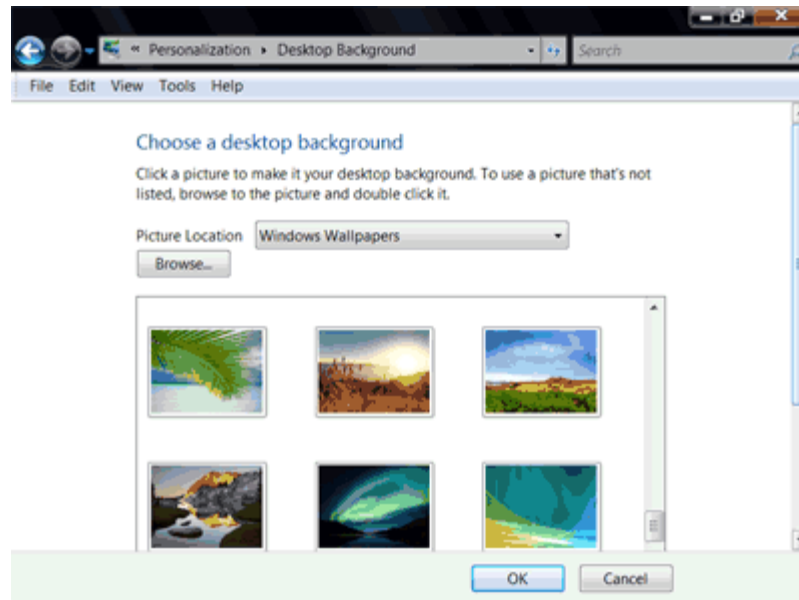 « Personalization ▸ Desktop Background Search
File Edit View Tools Help
Choose a desktop background
Click a picture to make it your desktop background. To use a picture that's not
listed, browse to the picture and double click it.
Picture Location Windows Wallpapers
Browse...
OK Cancel